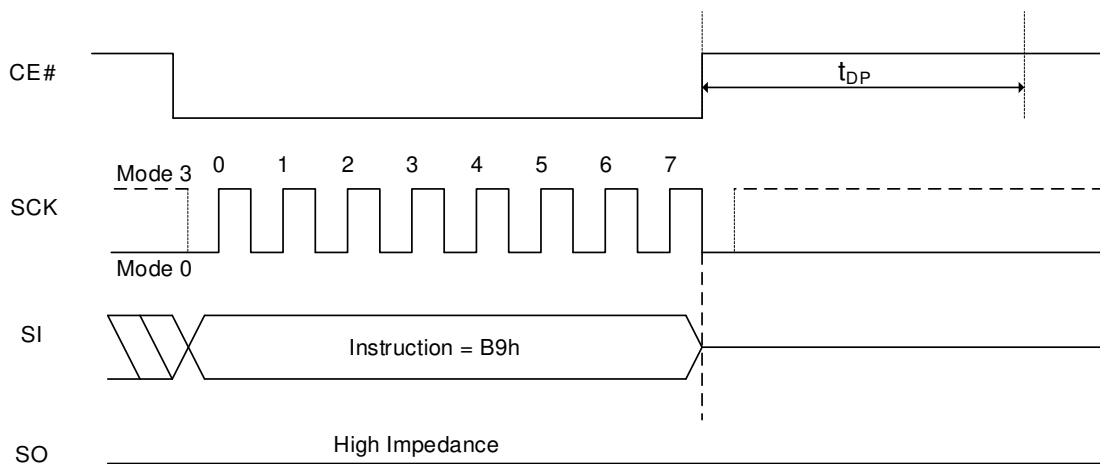 CE#
tDP
Mode 3
0 1 2 3 4 5 6 7
SCK
Mode 0
SI
Instruction = B9h
High Impedance
SO